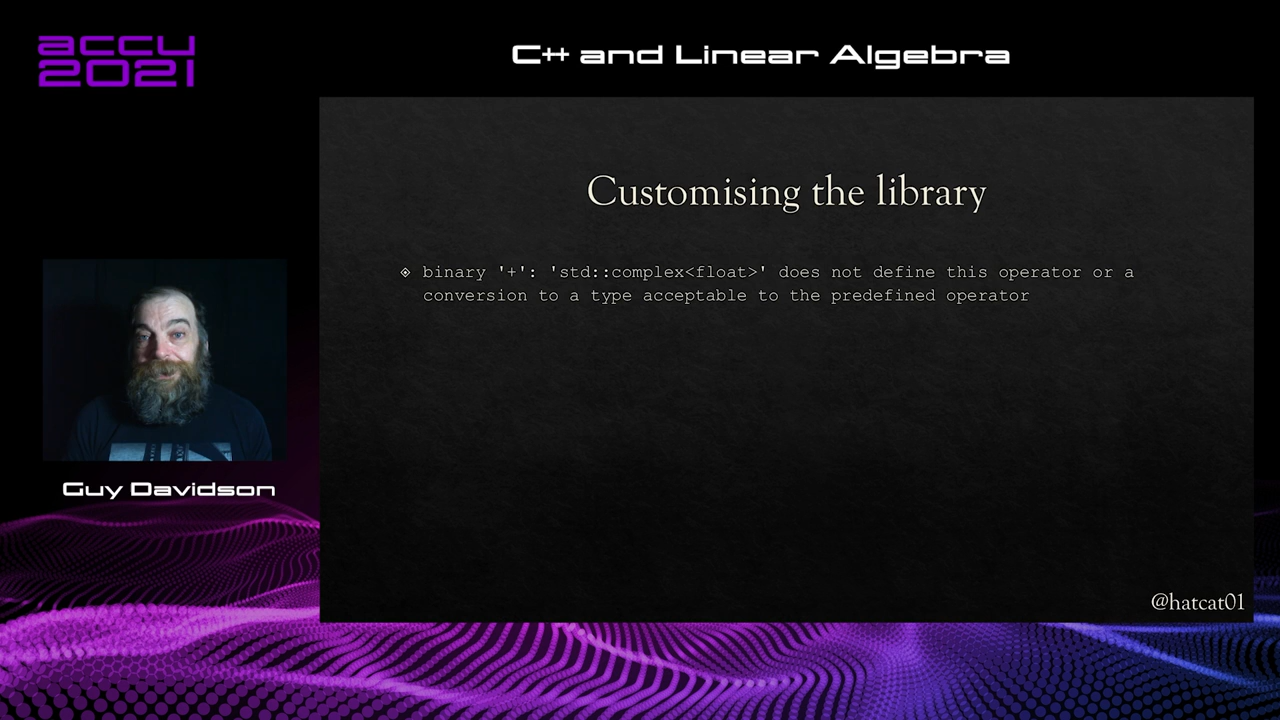 accu
2021
C++ and Linear Algebra
Customising the library
binary '+': 'std::complex<float>' does not define this operator or a
conversion to a type acceptable to the predefined operator
Guy Davidson
@hatcat01